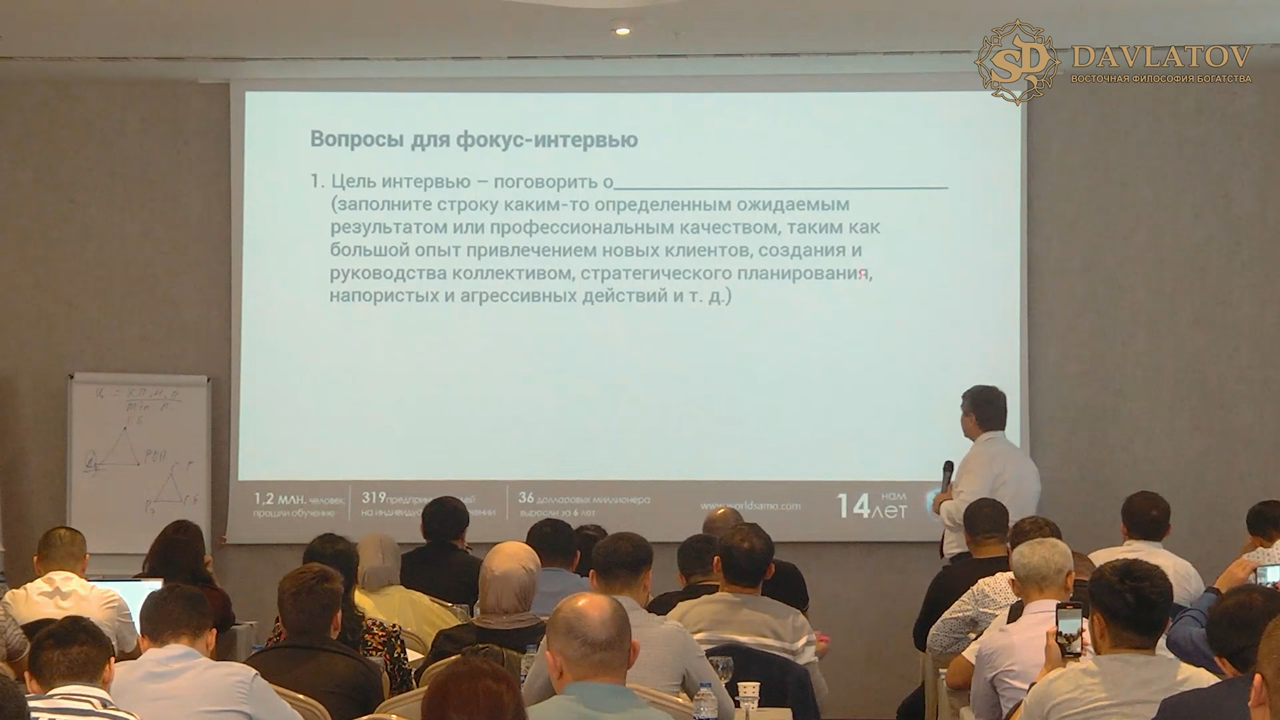 DAVLATOV
ВОСТОЧНАЯ ФИЛОСОФИЯ БОГАТСТВА
Вопросы для фокус-интервью
1. Цель интервью – поговорить о
(заполните строку каким-то определенным ожидаемым
результатом или профессиональным качеством, таким как
большой опыт привлечением новых клиентов, создания и
руководства коллективом, стратегического планирования,
напористых и агрессивных действий и т. д.)
1,2 МЛН. человек
прошли обучение
319
на
36 долларовых миллионера
выросли за 6 лет
www.worldsamo.com
14 нам
лет